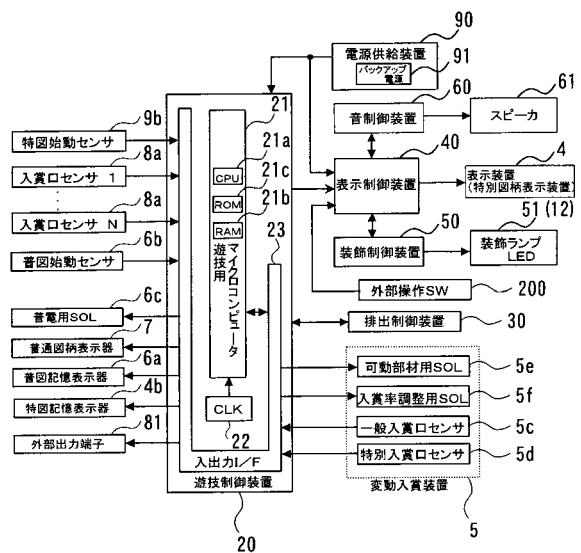 90
電源供給装置
91
バックアップ
電源
60
61
音制御装置
スピーカ
40
4
表示制御装置
表示装置
(特別図柄表示装置)
50
51 (12)
装飾制御装置
装飾ランプ
LED
外部操作SW
200
排出制御装置
30
9b
特図始動センサ
8a
入賞口センサ 1
8a
入賞口センサ N
6b
普図始動センサ
6c
普電用SOL
7
普通図柄表示器
6a
普図記憶表示器
4b
特図記憶表示器
81
外部出力端子
21
21a
CPU
21c
ROM
21b
RAM
23
遊技用
マイクロコンピュータ
CLK
22
入出力I/F
遊技制御装置
20
可動部材用SOL
5e
入賞率調整用SOL
5f
一般入賞口センサ
5c
特別入賞口センサ
5d
変動入賞装置
5